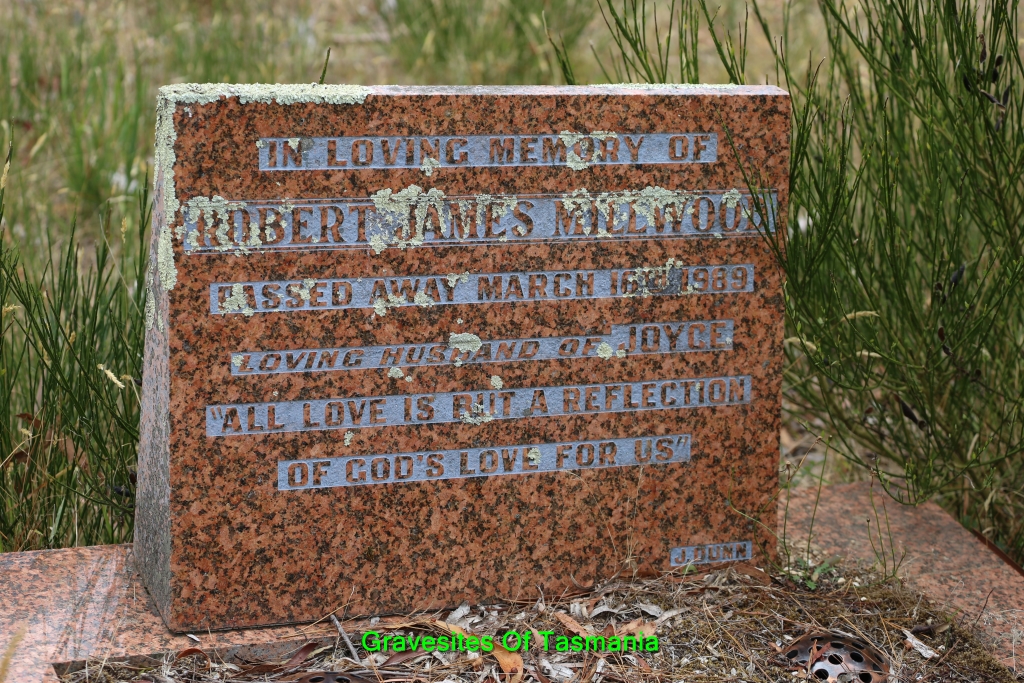 IN LOVING MEMORY OF
ROBERT JAMES MILLWOOD
PASSED AWAY MARCH 16RD 1989
LOVING HUSBAND OF JOYCE
"ALL LOVE IS BUT A REFLECTION
OF GOD'S LOVE FOR US"
J. DUNN
Gravesites Of Tasmania